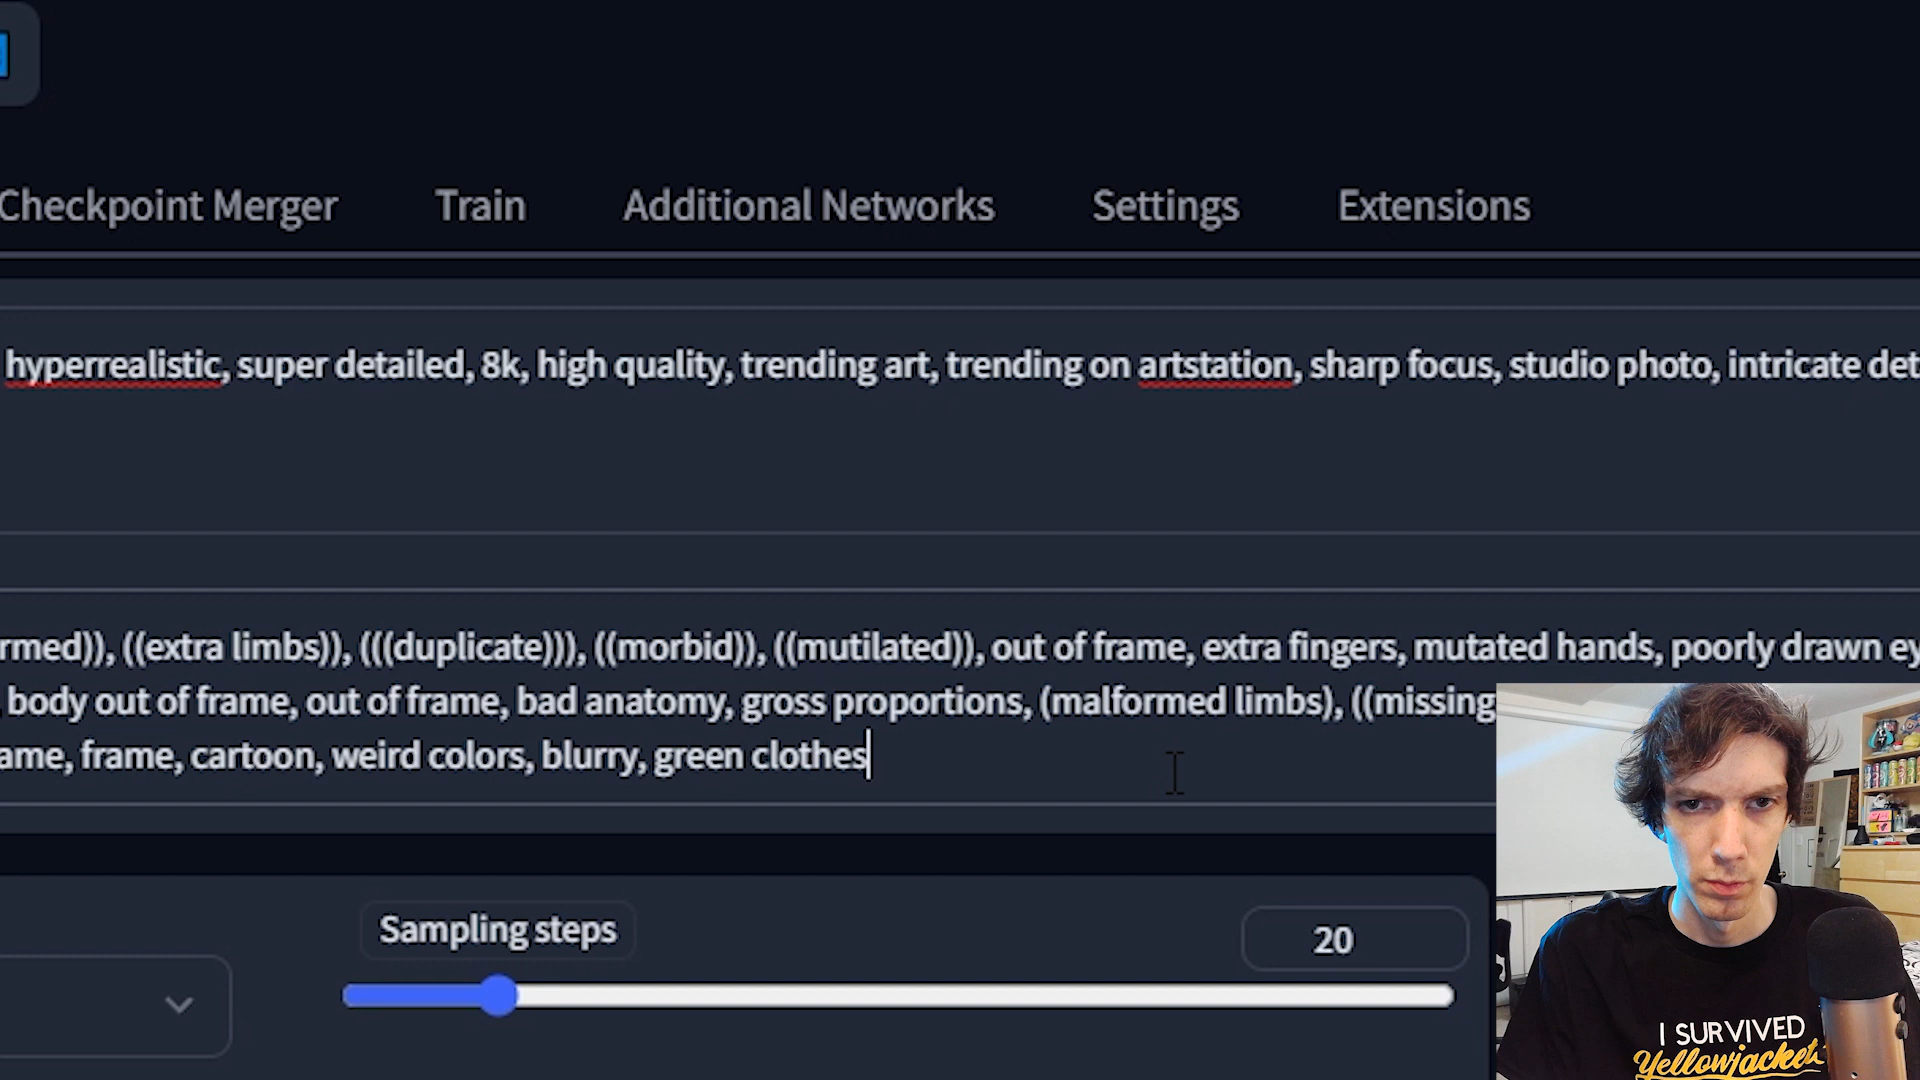 Checkpoint Merger Train Additional Networks Settings Extensions
hyperrealistic, super detailed, 8k, high quality, trending art, trending on artstation, sharp focus, studio photo, intricate det
rmed)), ((extra limbs)), (((duplicate))), ((morbid)), ((mutilated)), out of frame, extra fingers, mutated hands, poorly drawn ey
, body out of frame, out of frame, bad anatomy, gross proportions, (malformed limbs), ((missing
ame, frame, cartoon, weird colors, blurry, green clothes
Sampling steps
20
I SURVIVED
Yellowjackets